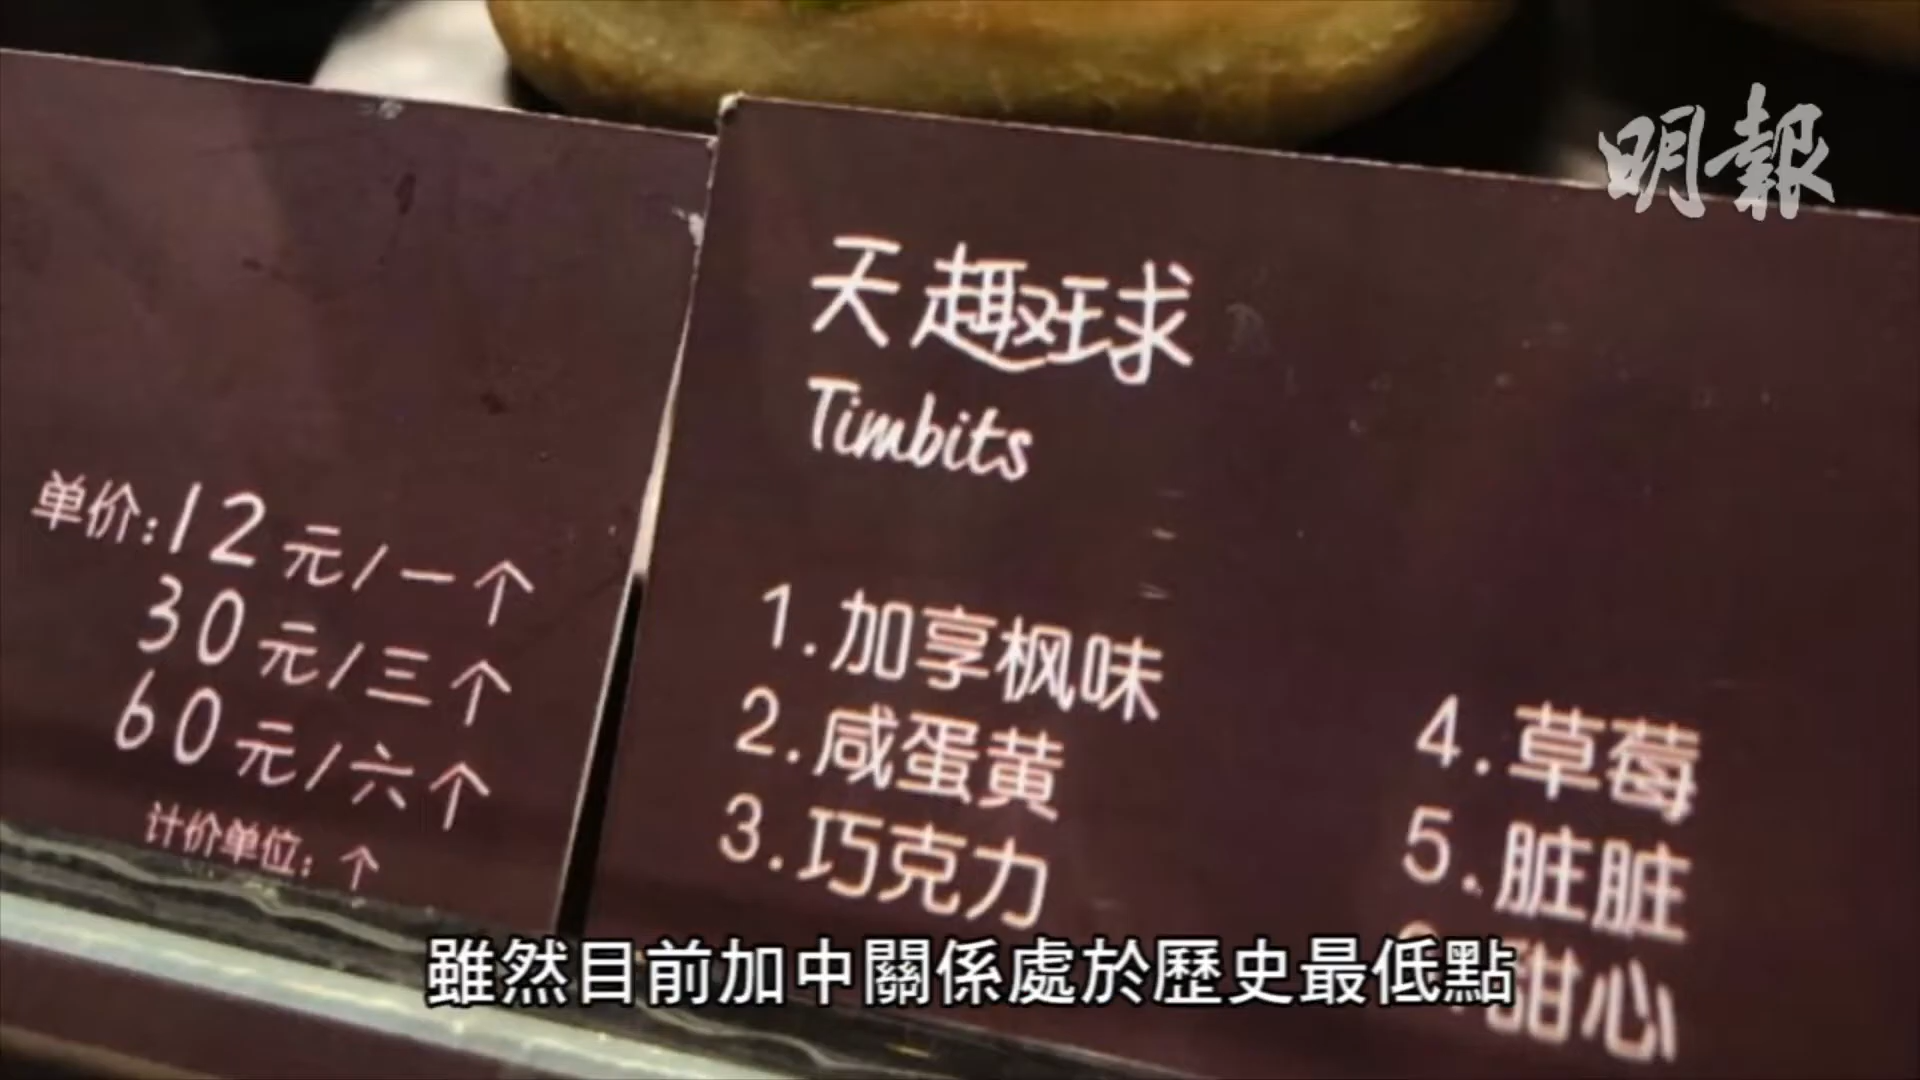 明報
单价:12元/一个
30元/三个
60元/六个
计价单位:个
天趣球
Timbits
1.加享枫味
2.咸蛋黄
3.巧克力
4.草莓
5.脏脏
甜心
雖然目前加中關係處於歷史最低點